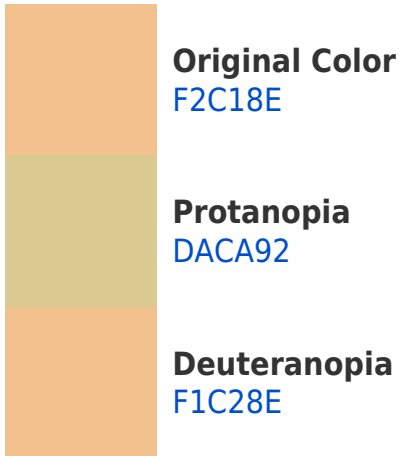 Original Color
F2C18E
Protanopia
DACA92
Deuteranopia
F1C28E